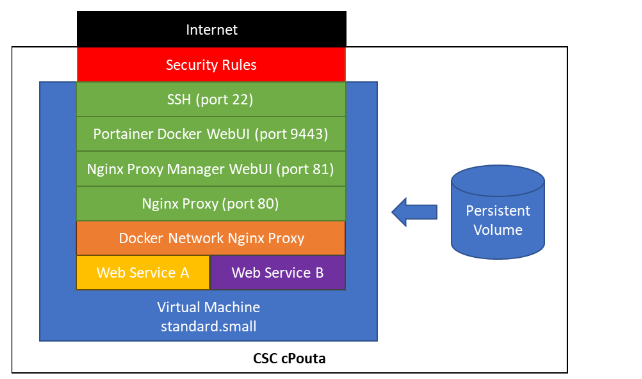 Internet
Security Rules
SSH (port 22)
Portainer Docker WebUI (port 9443)
Nginx Proxy Manager WebUI (port 81)
Nginx Proxy (port 80)
Docker Network Nginx Proxy
Web Service A
Web Service B
Virtual Machine
standard.small
Persistent
Volume
CSC cPouta